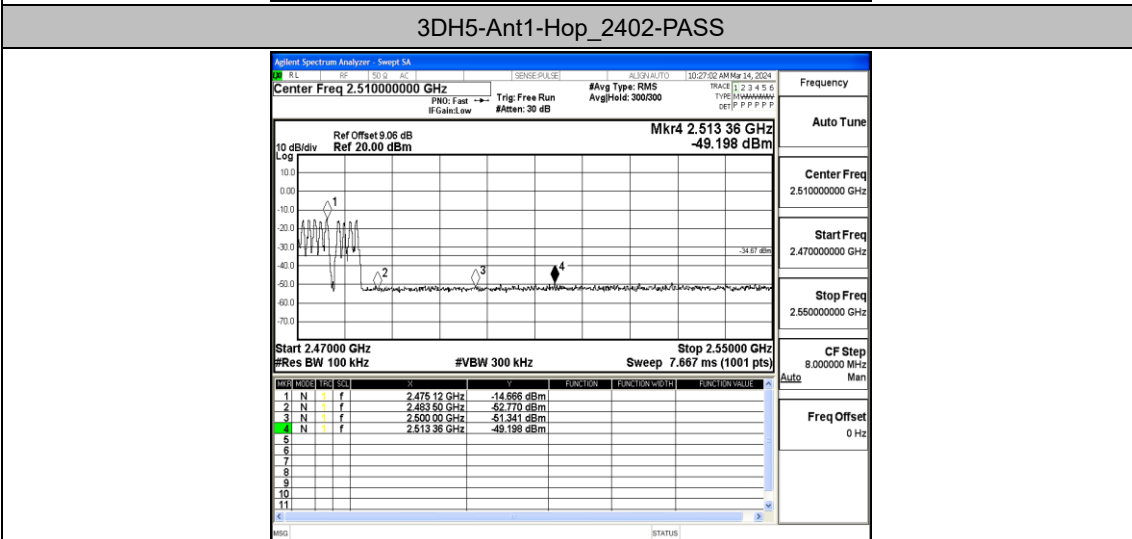 3DH5-Ant1-Hop_2402-PASS
Agilent Spectrum Analyzer - Swept SA
RL RF 50 Ω AC SENSE:PULSE ALIGNAUTO 10:27:02 AM Mar 14, 2024
Center Freq 2.510000000 GHz #Avg Type: RMS TRACE 1 2 3 4 5 6
PNO: Fast Trig: Free Run Avg|Hold: 300/300 TYPE MWWWWW
IFGain:Low #Atten: 30 dB DET P P P P P P
Mkr4 2.513 36 GHz
Ref Offset 9.06 dB
10 dB/div Ref 20.00 dBm -49.198 dBm
Log
10.0
0.00
-10.0
-20.0
-30.0
-40.0
-50.0
-60.0
-70.0
1
2
3
4
-34.67 dBm
Start 2.47000 GHz Stop 2.55000 GHz
#Res BW 100 kHz #VBW 300 kHz Sweep 7.667 ms (1001 pts)
MKR MODE TRC SCL X Y FUNCTION FUNCTION WIDTH FUNCTION VALUE
1 N 1 f 2.475 12 GHz -14.666 dBm
2 N 1 f 2.483 50 GHz -52.770 dBm
3 N 1 f 2.500 00 GHz -51.341 dBm
4 N 1 f 2.513 36 GHz -49.198 dBm
5
6
7
8
9
10
11
MSG STATUS
Frequency
Auto Tune
Center Freq
2.510000000 GHz
Start Freq
2.470000000 GHz
Stop Freq
2.550000000 GHz
CF Step
8.000000 MHz
Auto Man
Freq Offset
0 Hz